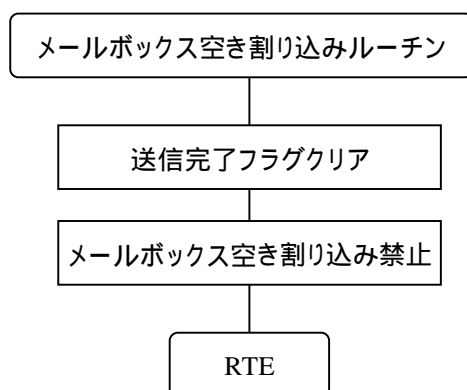 メールボックス空き割り込みルーチン
送信完了フラグクリア
メールボックス空き割り込み禁止
RTE